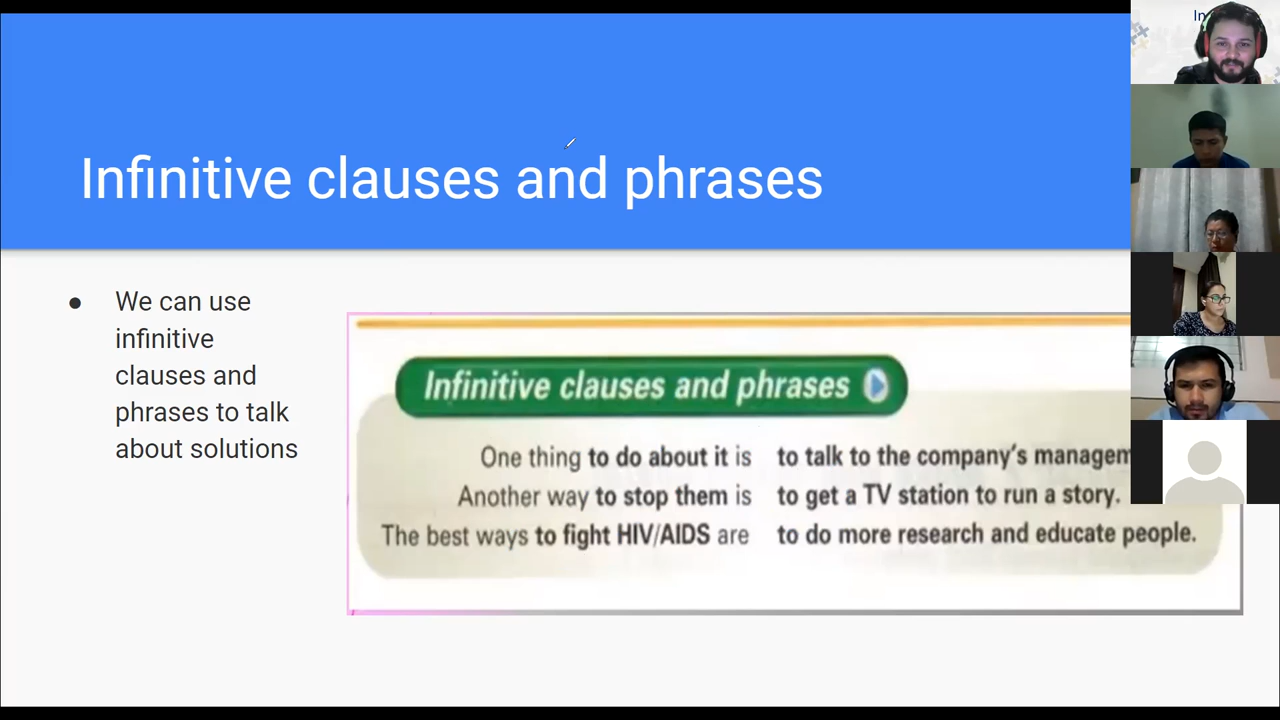 Infinitive clauses and phrases
● We can use
infinitive
clauses and
phrases to talk
about solutions
Infinitive clauses and phrases
One thing to do about it is to talk to the company's
Another way to stop them is to get a TV station to run a story.
The best ways to fight HIV/AIDS are to do more research and educate people.